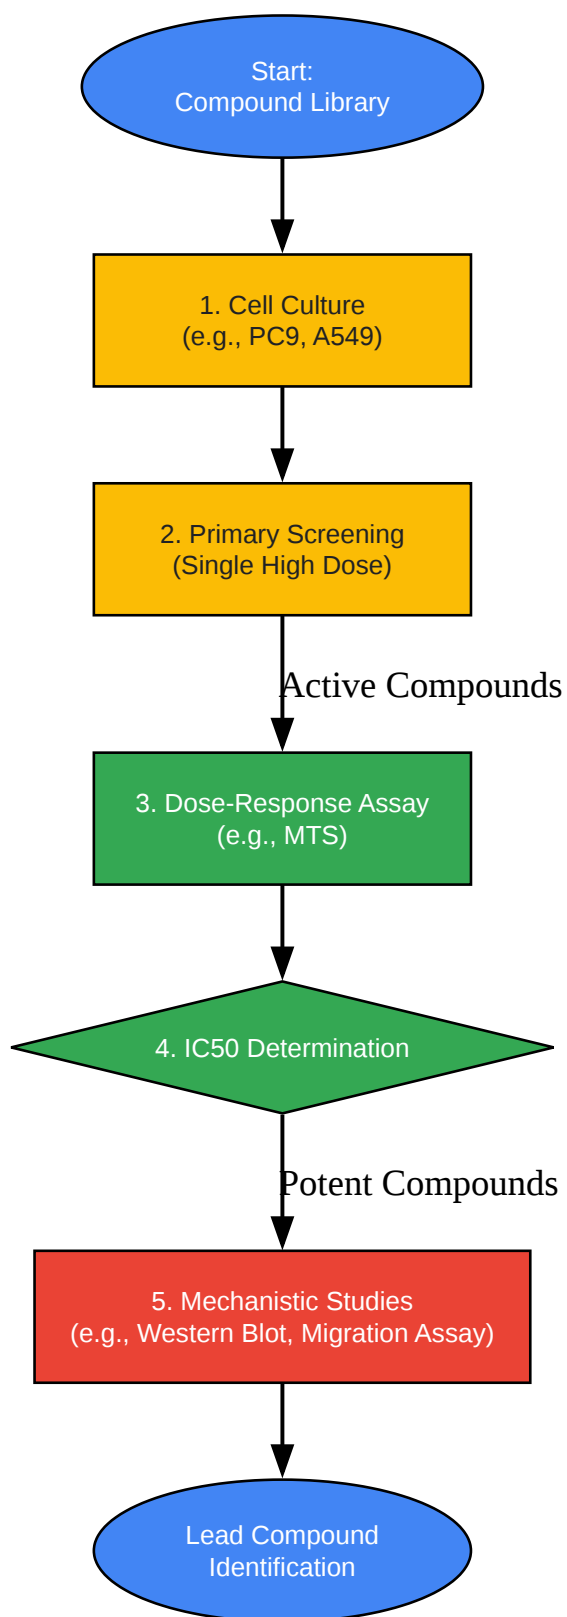 Start:
Compound Library
1. Cell Culture
(e.g., PC9, A549)
2. Primary Screening
(Single High Dose)
Active Compounds
3. Dose-Response Assay
(e.g., MTS)
4. IC50 Determination
Potent Compounds
5. Mechanistic Studies
(e.g., Western Blot, Migration Assay)
Lead Compound
Identification